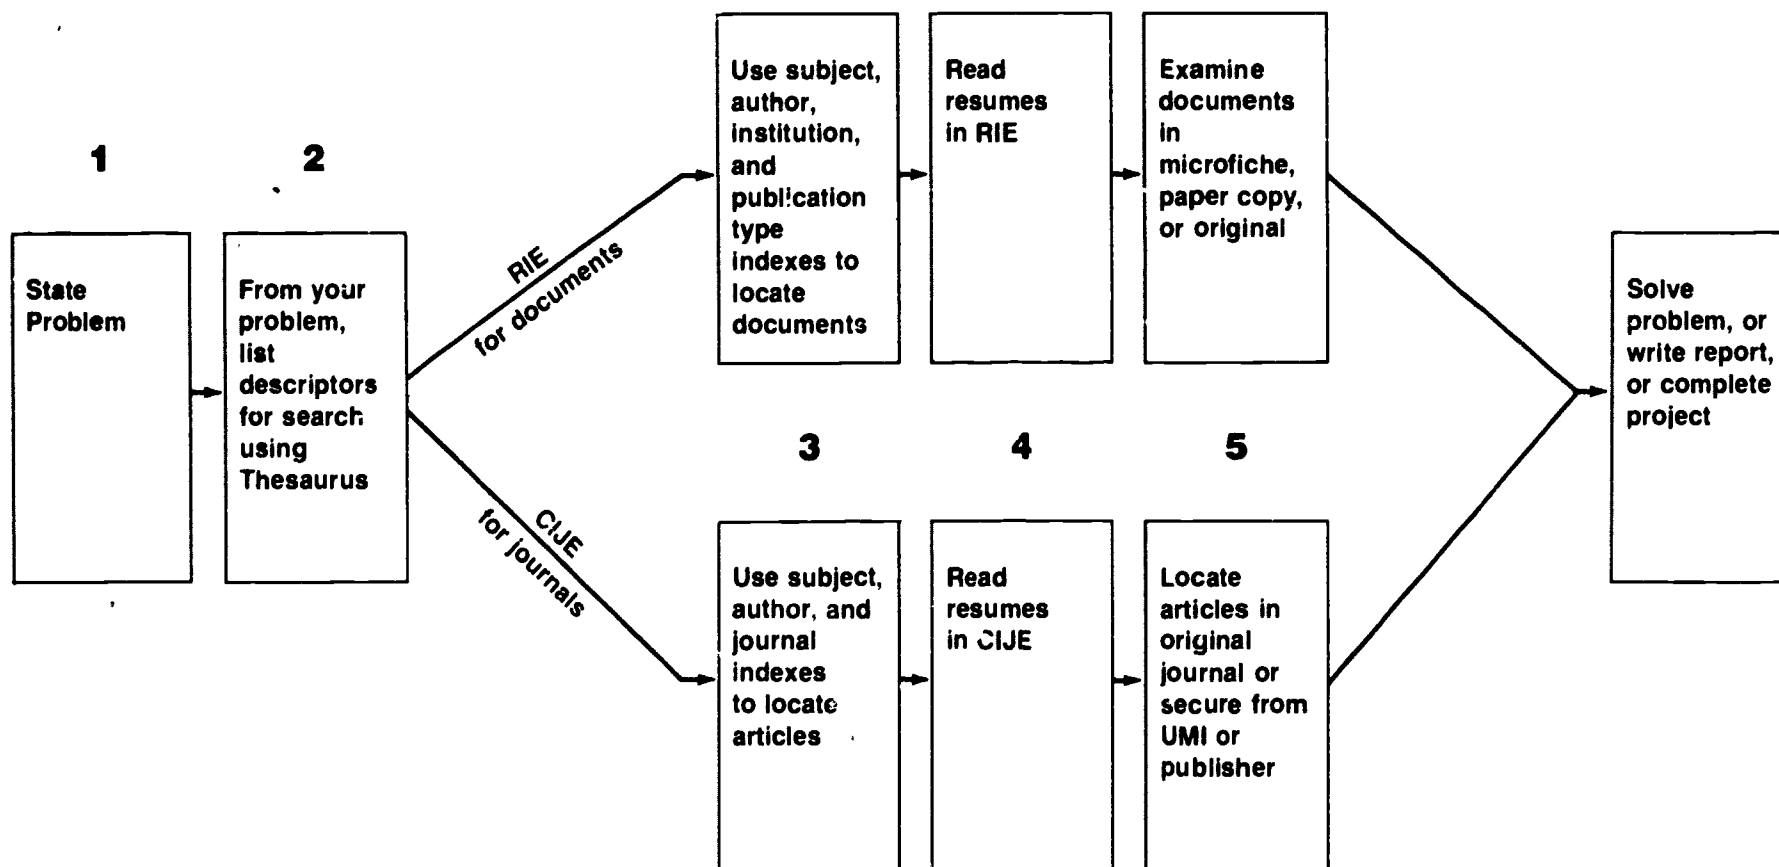 1
State
Problem
2
From your
problem,
list
descriptors
for search
using
Thesaurus
RIE
for documents
Use subject,
author,
institution,
and
publication
type
indexes to
locate
documents
Read
resumes
in RIE
Examine
documents
in
microfiche,
paper copy,
or original
CIJE
for journals
3
Use subject,
author, and
journal
indexes
to locate
articles
4
Read
resumes
in CIJE
5
Locate
articles in
original
journal or
secure from
UMI or
publisher
Solve
problem, or
write report,
or complete
project